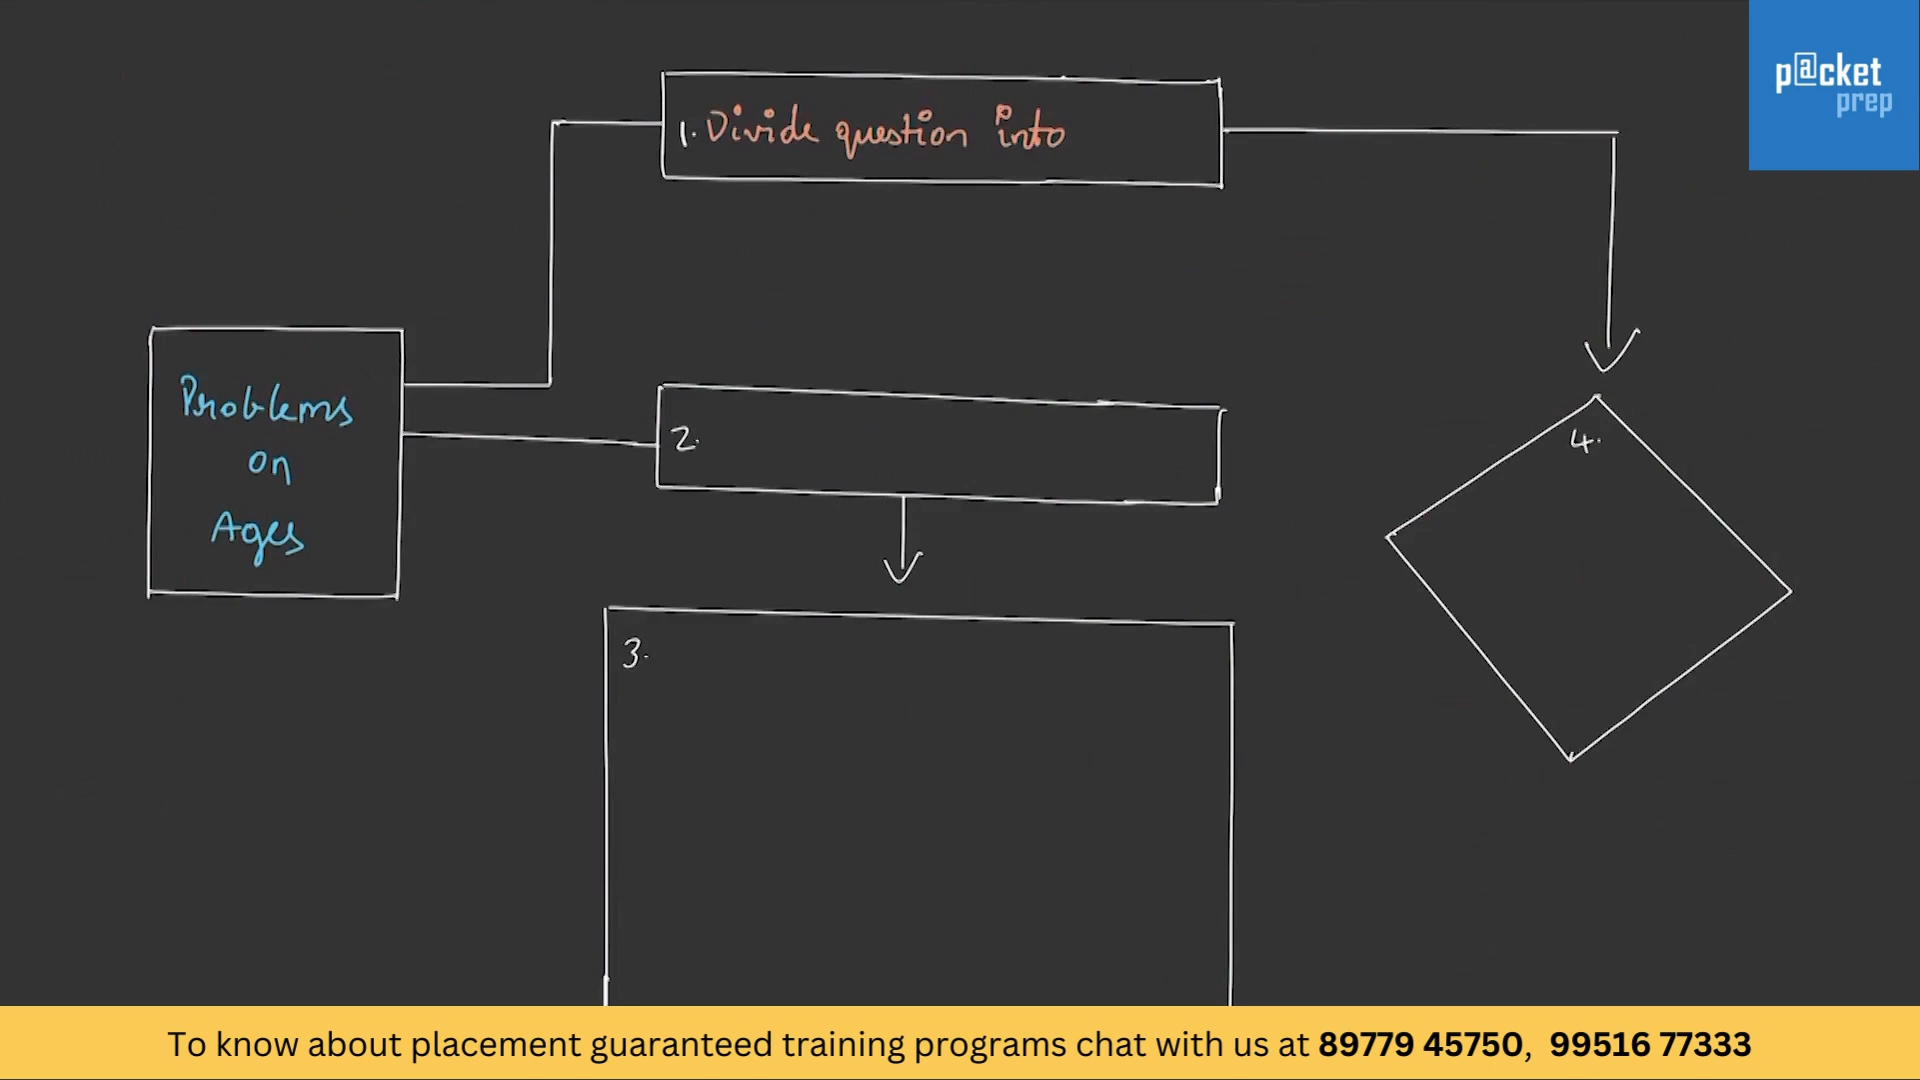 p@cket
prep
1. Divide question into
Problems
on
Ages
2.
4.
3.
To know about placement guaranteed training programs chat with us at 89779 45750, 99516 77333